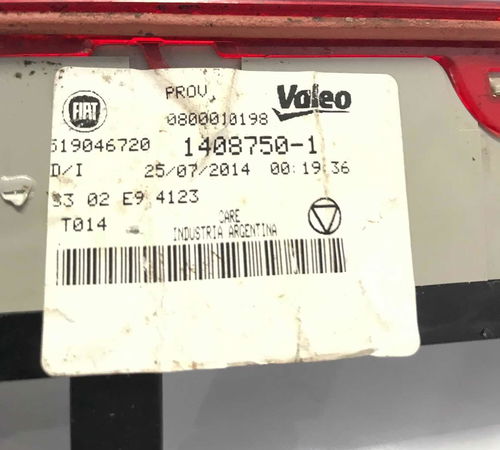 FIAT
PROV.
Valeo
0800010198
519046720 1408750-1
D/I 25/07/2014 00:19:36
33 02 E9 4123
T014
CARE
INDUSTRIA ARGENTINA